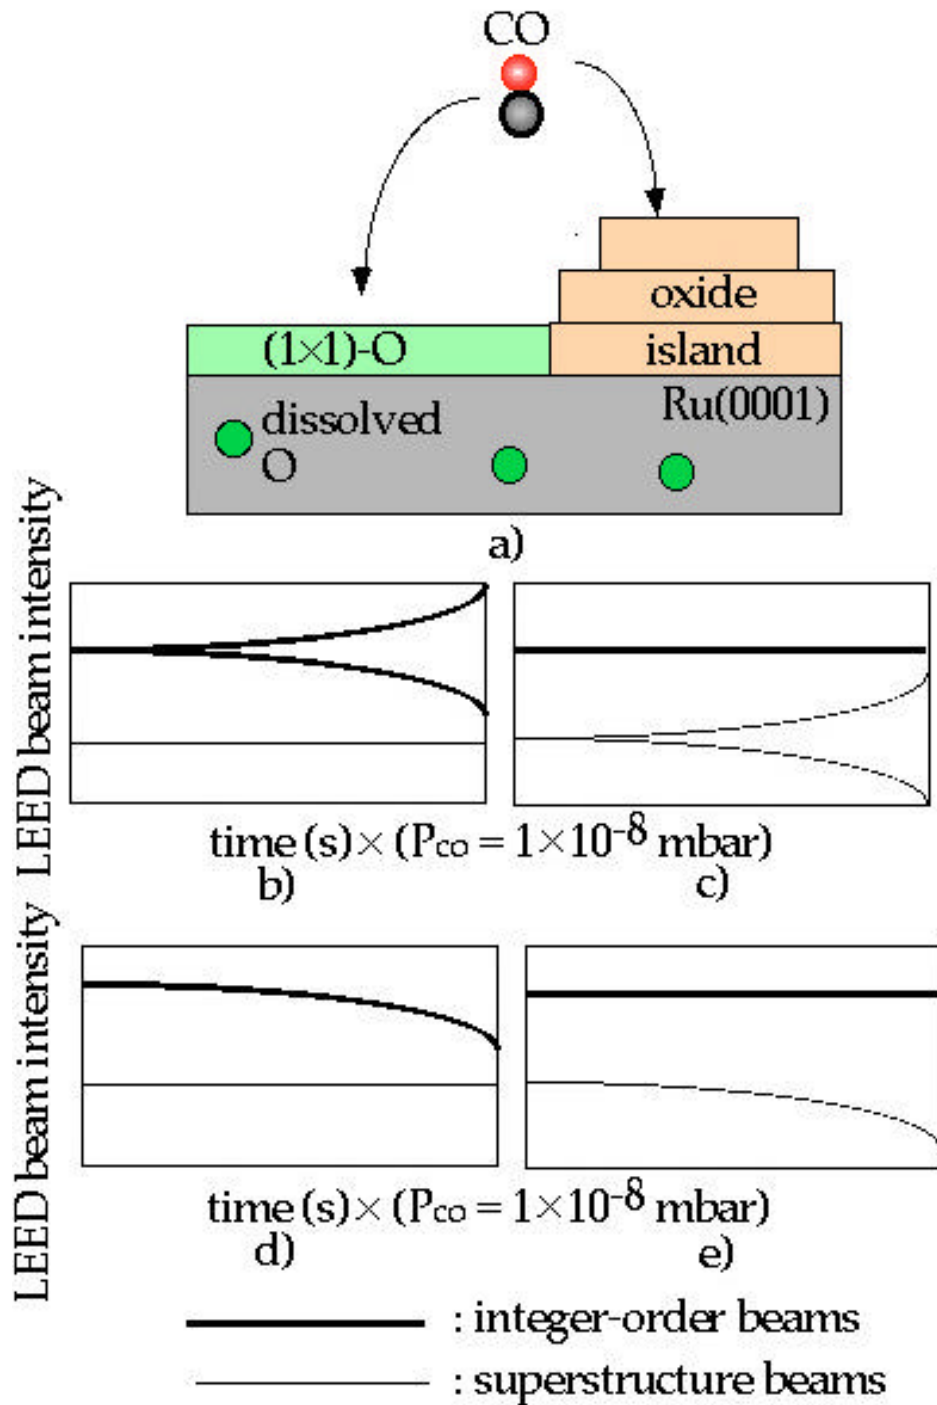 CO
oxide
(1×1)-O
island
Ru(0001)
dissolved
O
a)
LEED beam intensity
time (s) × (Pco = 1×10⁻⁸ mbar)
b)
c)
LEED beam intensity
time (s) × (Pco = 1×10⁻⁸ mbar)
d)
e)
: integer-order beams
: superstructure beams